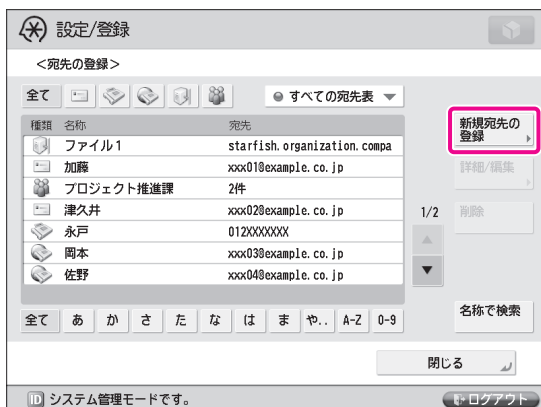 設定/登録
<宛先の登録>
全て
すべての宛先表
種類 名称 宛先
ファイル1 starfish.organization.compa
加藤 xxx01@example.co.jp
プロジェクト推進課 2件
津久井 xxx02@example.co.jp
永戸 012XXXXXXX
岡本 xxx03@example.co.jp
佐野 xxx04@example.co.jp
1/2
新規宛先の
登録
詳細/編集
削除
名称で検索
全て あ か さ た な は ま や.. A-Z 0-9
閉じる
ID システム管理モードです。
ログアウト